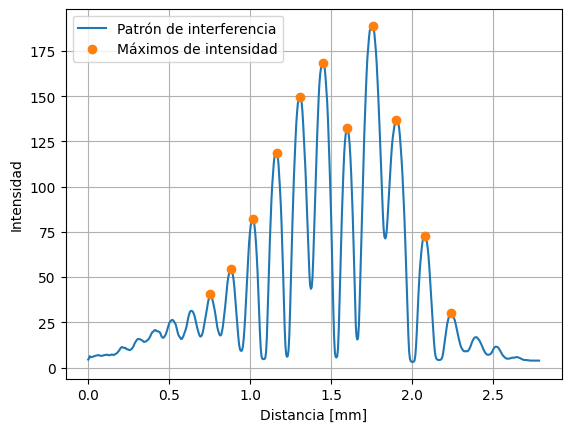 Patrón de interferencia
Máximos de intensidad
Intensidad
175
150
125
100
75
50
25
0
0.0 0.5 1.0 1.5 2.0 2.5
Distancia [mm]